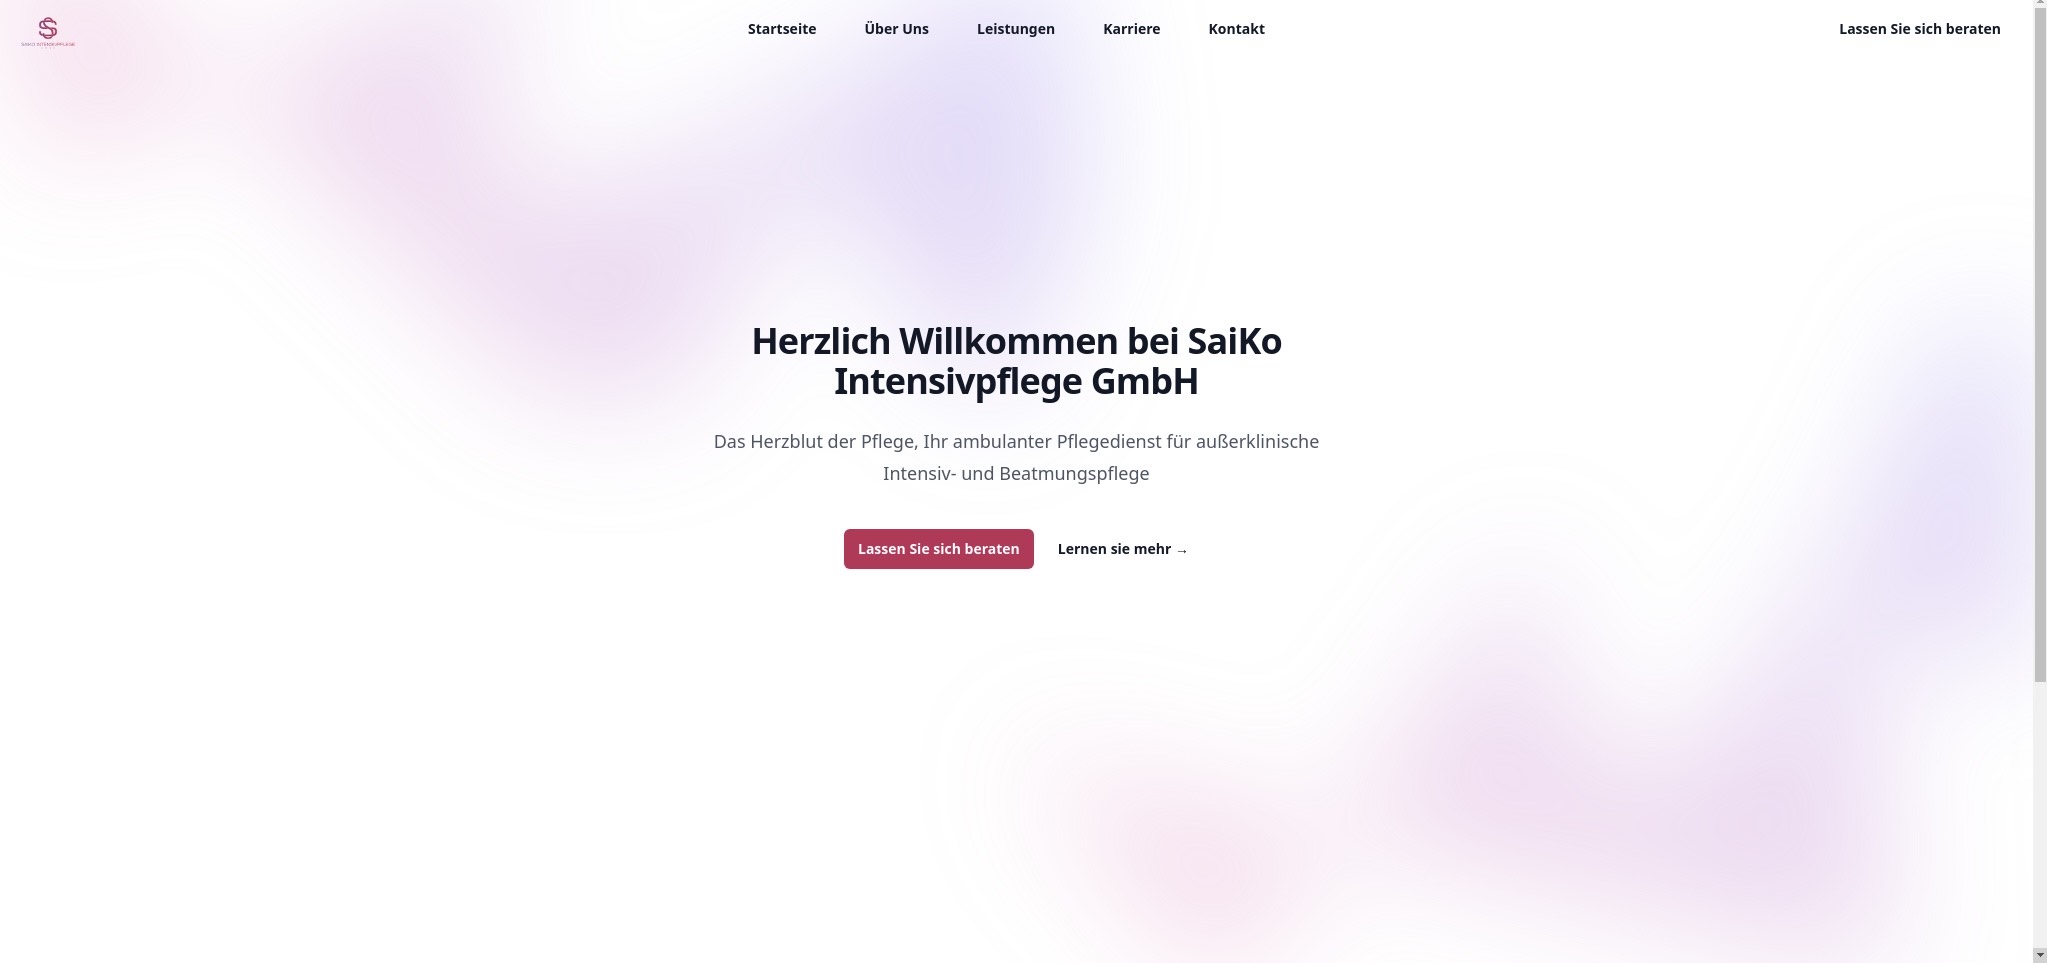 SAIKO INTENSIVPFLEGE
Startseite
Über Uns
Leistungen
Karriere
Kontakt
Lassen Sie sich beraten
Herzlich Willkommen bei SaiKo
Intensivpflege GmbH
Das Herzblut der Pflege, Ihr ambulanter Pflegedienst für außerklinische
Intensiv- und Beatmungspflege
Lassen Sie sich beraten
Lernen sie mehr →